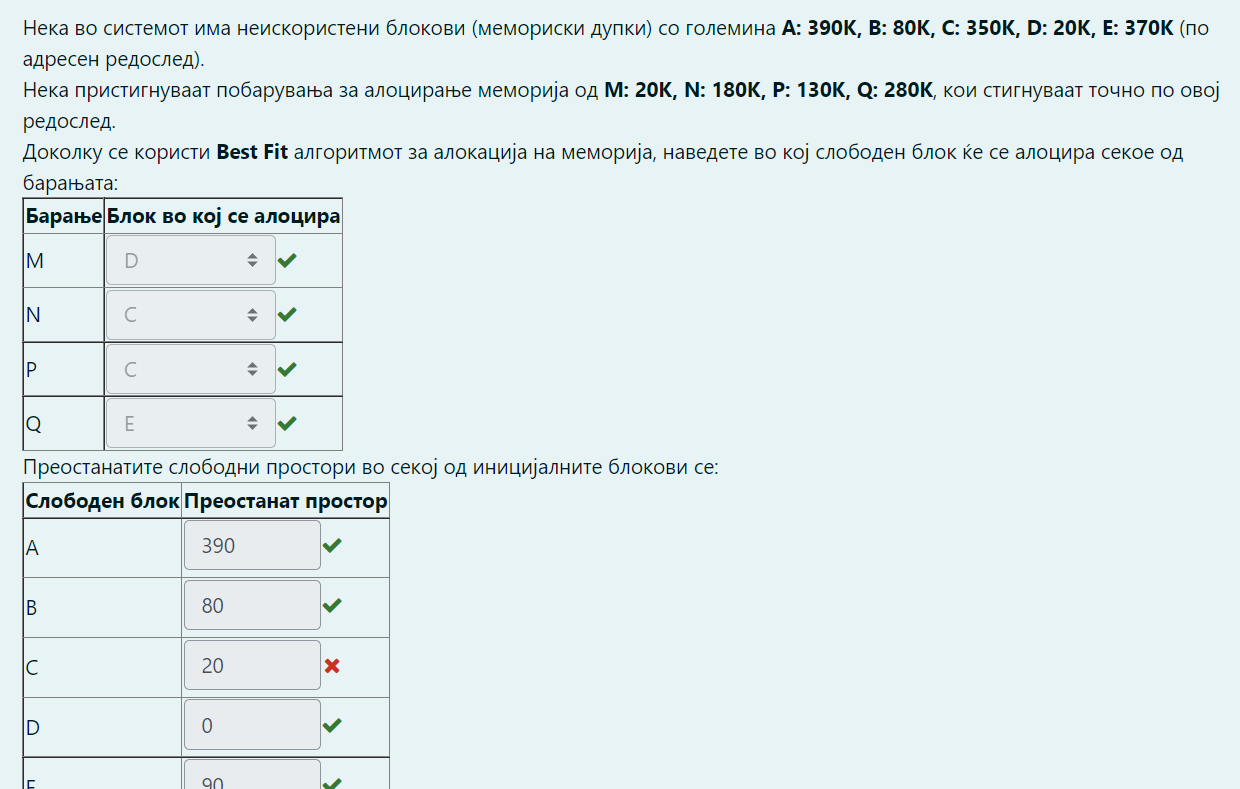 Нека во системот има неискористени блокови (мемориски дупки) со големина A: 390K, B: 80K, C: 350K, D: 20K, E: 370K (по
адресен редослед).
Нека пристигнуваат побарувања за алоцирање меморија од M: 20K, N: 180K, P: 130K, Q: 280K, кои стигнуваат точно по овој
редослед.
Доколку се користи Best Fit алгоритмот за алокација на меморија, наведете во кој слободен блок ќе се алоцира секое од
барањата:
Барање Блок во кој се алоцира
M D
N C
P C
Q E
Преостанатите слободни простори во секој од иницијалните блокови се:
Слободен блок Преостанат простор
A 390
B 80
C 20
D 0
E 90